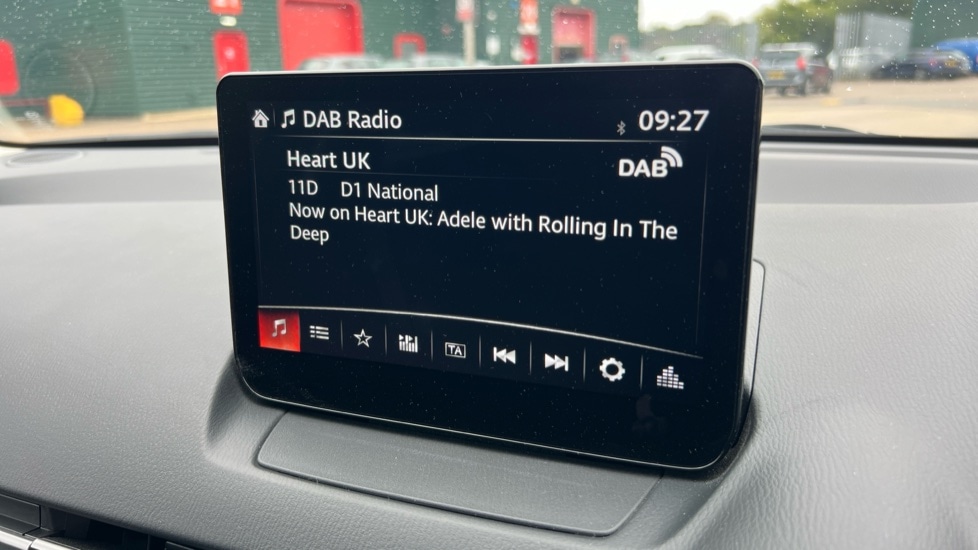 DAB Radio 09:27
Heart UK DAB
11D D1 National
Now on Heart UK: Adele with Rolling In The
Deep
TA